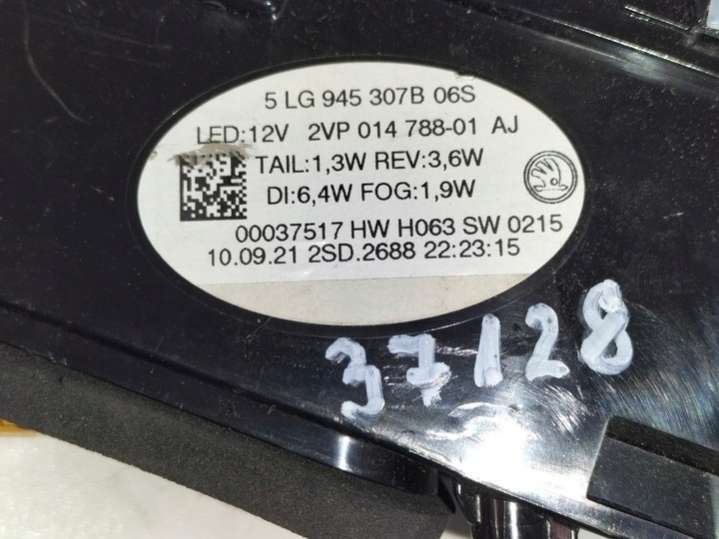 5 LG 945 307B 06S
LED:12V 2VP 014 788-01 AJ
TAIL:1,3W REV:3,6W
DI:6,4W FOG:1,9W
00037517 HW H063 SW 0215
10.09.21 2SD.2688 22:23:15
37128